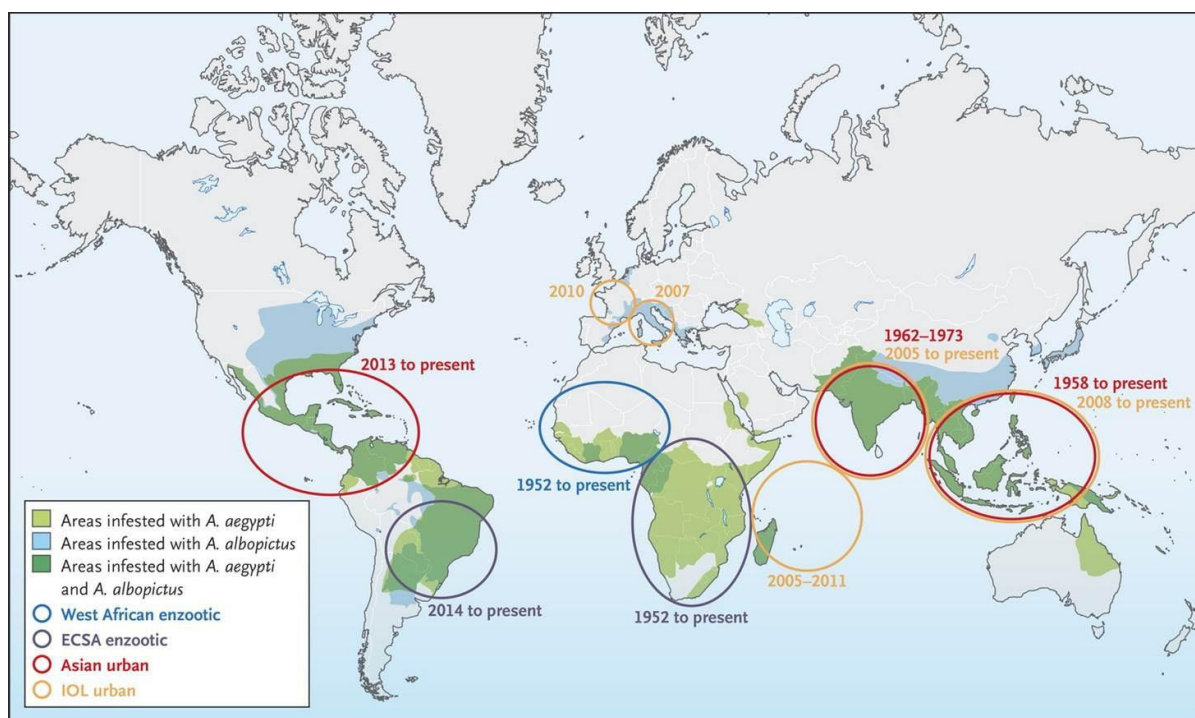 2010
2007
1962–1973
2005 to present
2013 to present
1958 to present
2008 to present
1952 to present
2005–2011
2014 to present
1952 to present
Areas infested with A. aegypti
Areas infested with A. albopictus
Areas infested with A. aegypti
and A. albopictus
West African enzootic
ECSA enzootic
Asian urban
IOL urban